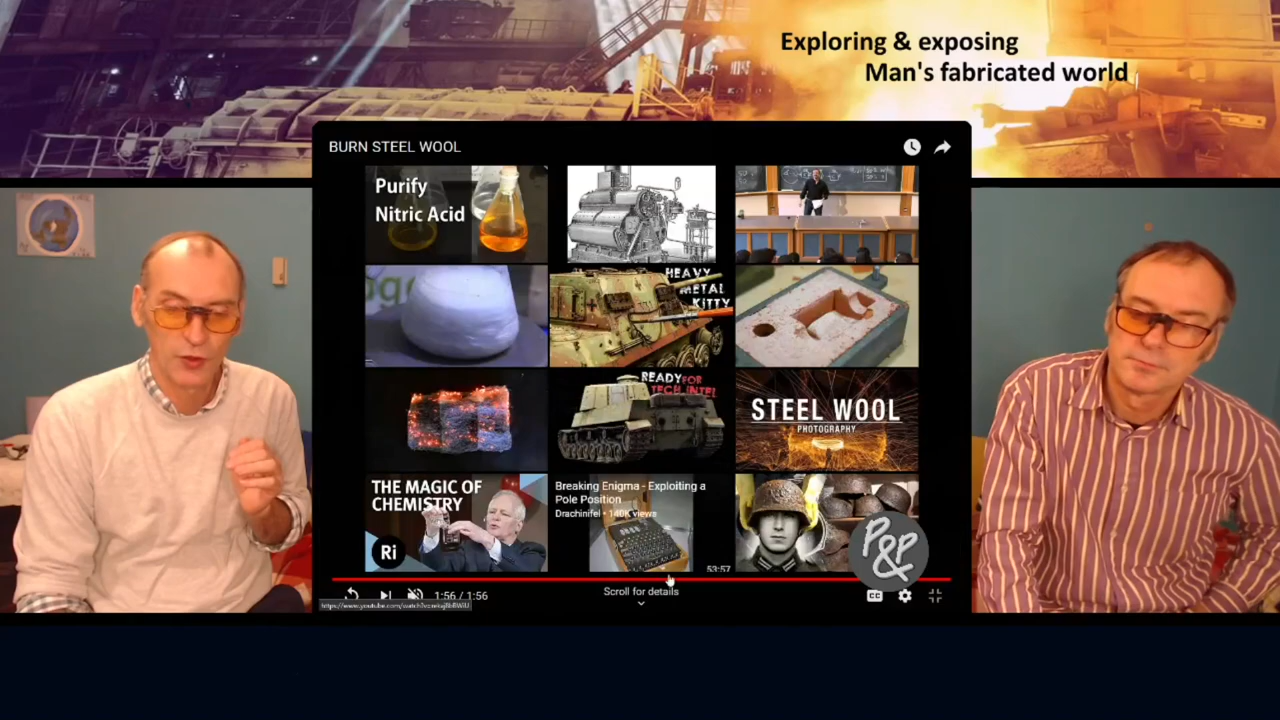 Exploring & exposing
Man's fabricated world
BURN STEEL WOOL
Purify
Nitric Acid
HEAVY
METAL
KITTY
READY FOR
TECH INTEL
STEEL WOOL
PHOTOGRAPHY
THE MAGIC OF
CHEMISTRY
Ri
Breaking Enigma - Exploiting a
Pole Position
Drachinifel • 140K views
53:57
P&P
1:56 / 1:56
Scroll for details
CC